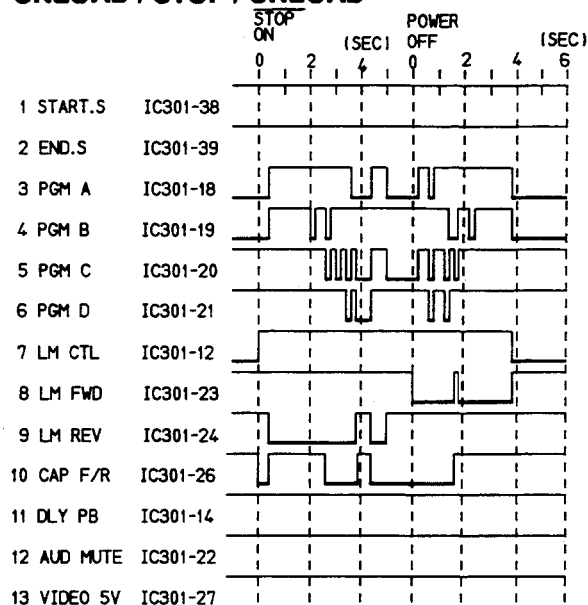 UNLOAD / STOP / UNLOAD
STOP
ON
POWER
OFF
(SEC)
(SEC)
0 2 4 0 2 4 6
1 START.S IC301-38
2 END.S IC301-39
3 PGM A IC301-18
4 PGM B IC301-19
5 PGM C IC301-20
6 PGM D IC301-21
7 LM CTL IC301-12
8 LM FWD IC301-23
9 LM REV IC301-24
10 CAP F/R IC301-26
11 DLY PB IC301-14
12 AUD MUTE IC301-22
13 VIDEO 5V IC301-27